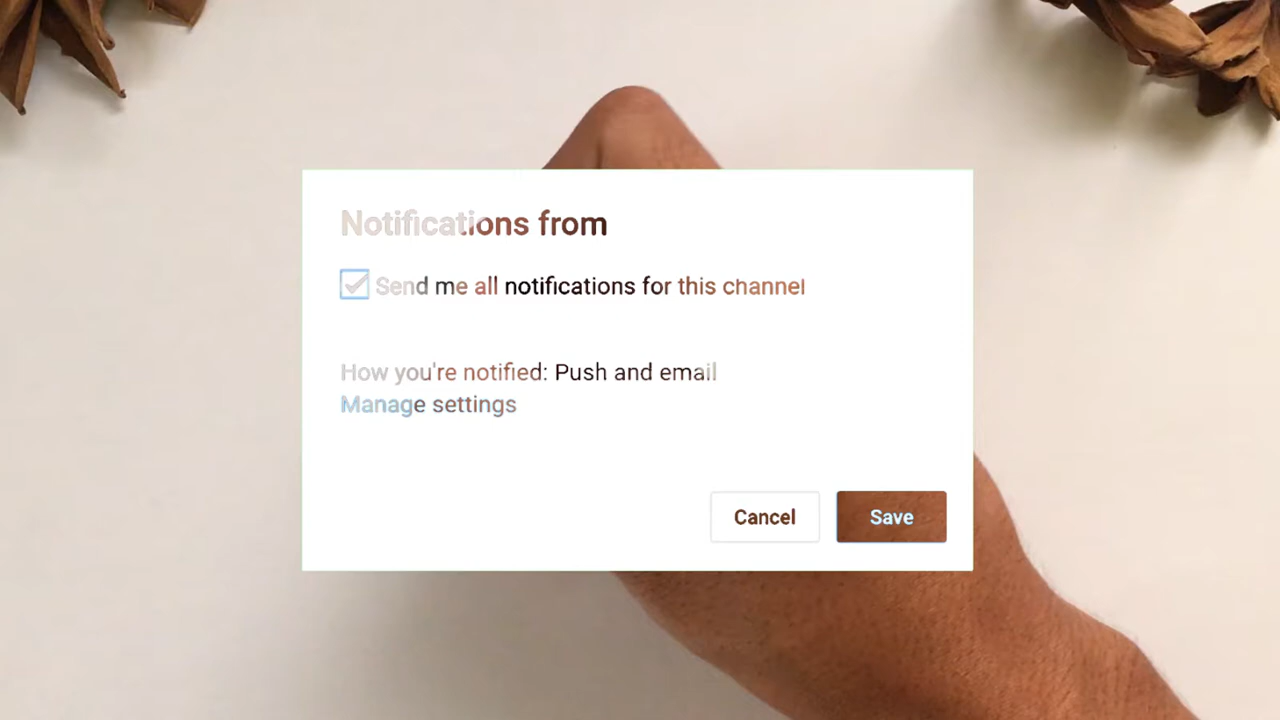 Notifications from
Send me all notifications for this channel
How you're notified: Push and email
Manage settings
Cancel
Save